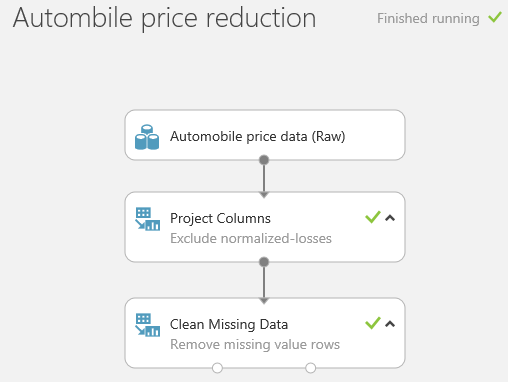 Autombile price reduction
Finished running
Automobile price data (Raw)
Project Columns
Exclude normalized-losses
Clean Missing Data
Remove missing value rows